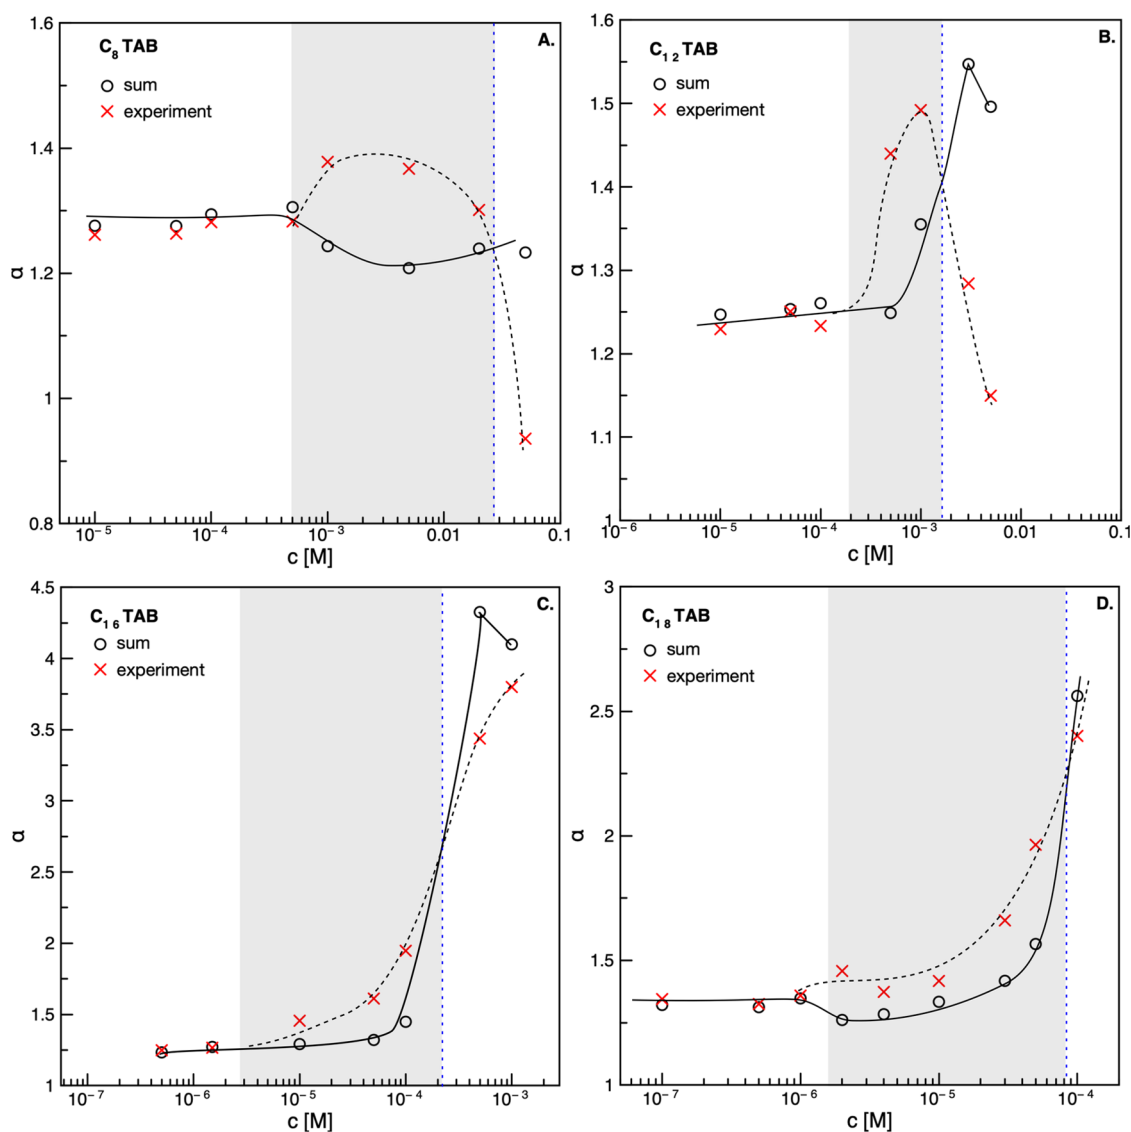 1.6
C₈TAB
A.
sum
experiment
1.4
1.2
α
1
0.8
10⁻⁵ 10⁻⁴ 10⁻³ 0.01 0.1
c [M]
1.6
C₁₂TAB
B.
sum
experiment
1.5
1.4
1.3
α
1.2
1.1
1
10⁻⁶ 10⁻⁵ 10⁻⁴ 10⁻³ 0.01 0.1
c [M]
4.5
C₁₆TAB
C.
sum
experiment
4
3.5
3
α
2.5
2
1.5
1
10⁻⁷ 10⁻⁶ 10⁻⁵ 10⁻⁴ 10⁻³
c [M]
3
C₁₈TAB
D.
sum
experiment
2.5
2
α
1.5
1
10⁻⁷ 10⁻⁶ 10⁻⁵ 10⁻⁴
c [M]